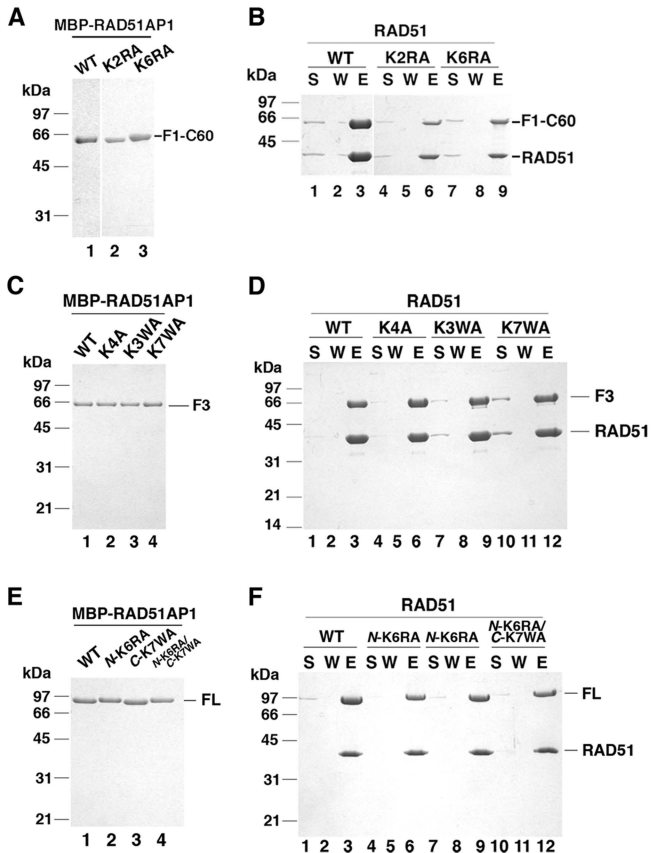 A
MBP-RAD51AP1
WT K2RA K6RA
kDa
97
66
45
31
F1-C60
1 2 3
B
RAD51
WT K2RA K6RA
S W E S W E S W E
97
66
45
F1-C60
RAD51
1 2 3 4 5 6 7 8 9
C
MBP-RAD51AP1
WT K4A K3WA K7WA
kDa
97
66
45
31
21
F3
1 2 3 4
D
RAD51
WT K4A K3WA K7WA
S W E S W E S W E S W E
kDa
97
66
45
31
21
14
F3
RAD51
1 2 3 4 5 6 7 8 9 10 11 12
E
MBP-RAD51AP1
WT N-K6RA C-K7WA N-K6RA/
C-K7WA
kDa
97
66
45
31
21
FL
1 2 3 4
F
RAD51
N-K6RA/
WT N-K6RA N-K6RA C-K7WA
S W E S W E S W E S W E
kDa
97
66
45
31
21
FL
RAD51
1 2 3 4 5 6 7 8 9 10 11 12